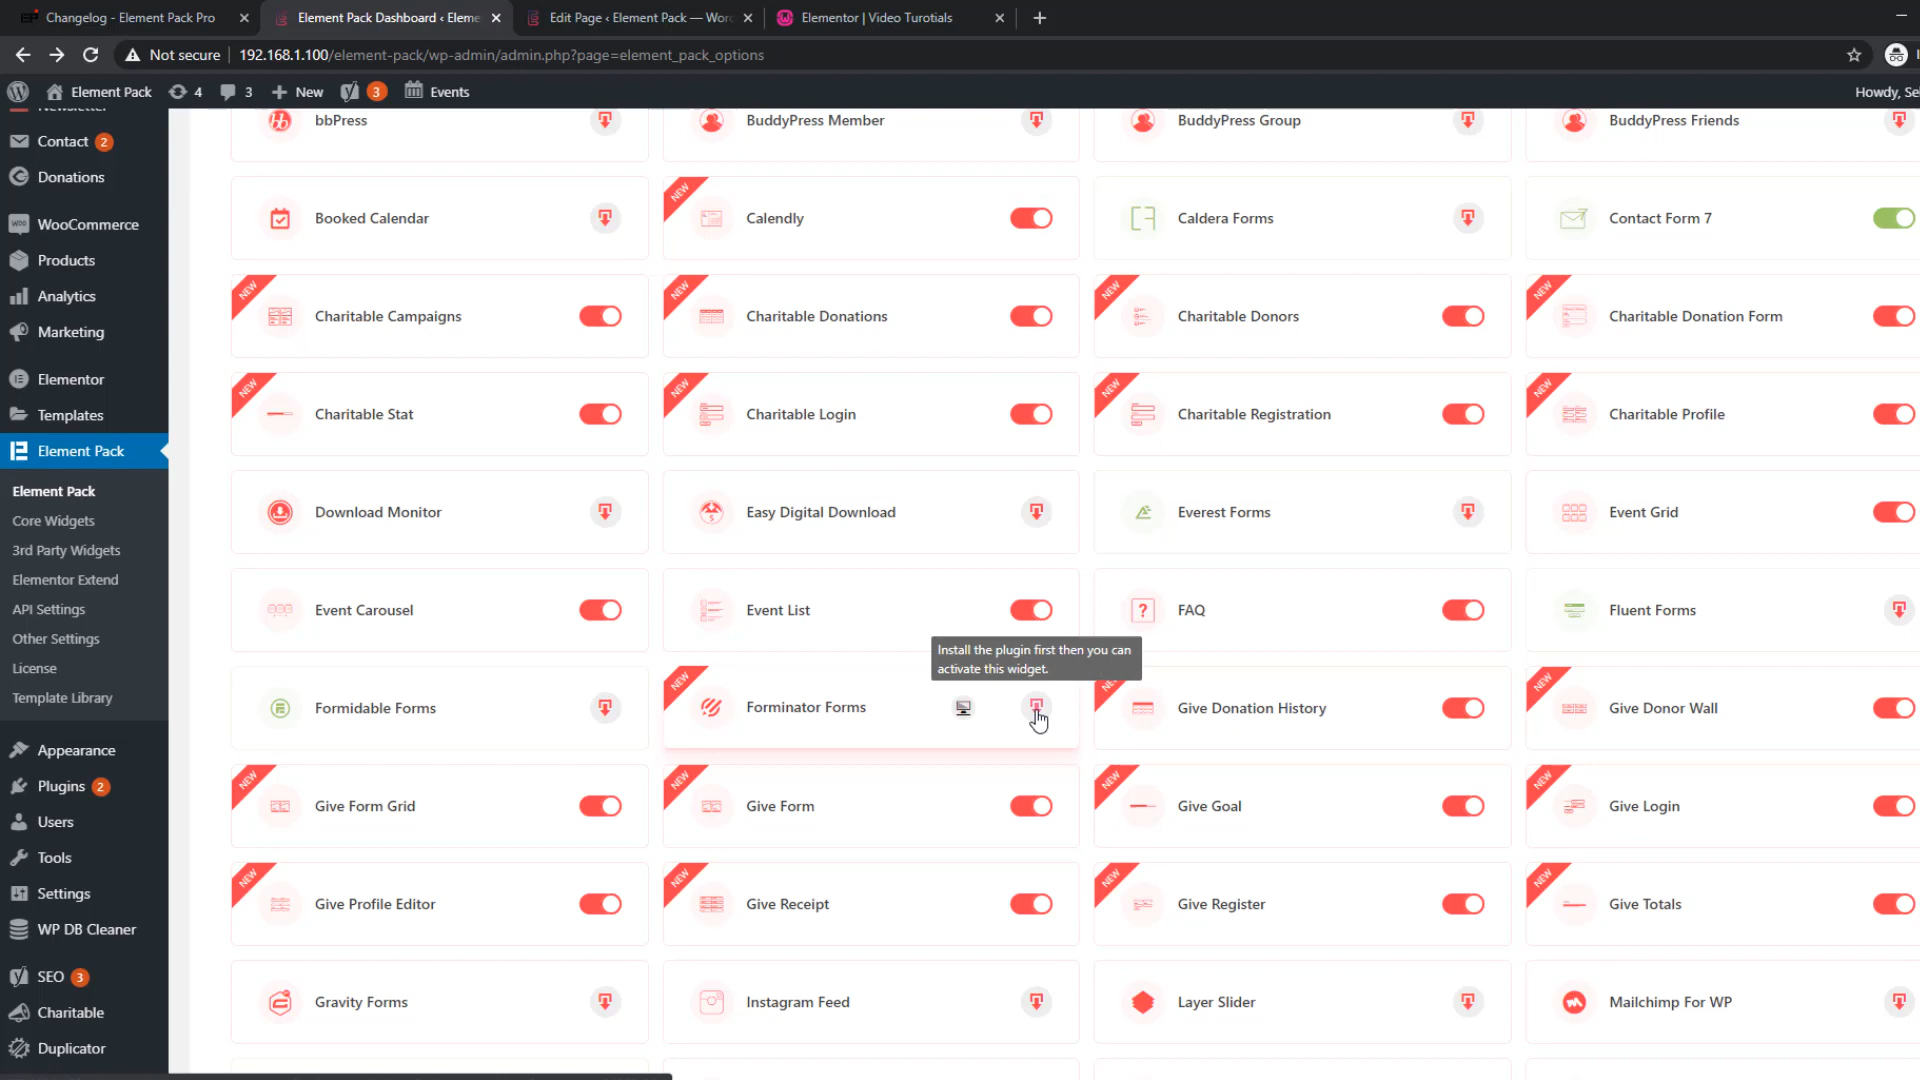 Changelog - Element Pack Pro
Element Pack Dashboard ‹ Eleme
Edit Page ‹ Element Pack — Wor
Elementor | Video Turotials
Not secure
192.168.1.100/element-pack/wp-admin/admin.php?page=element_pack_options
Element Pack
4
3
New
3
Events
Howdy, Se
Newsletter
Contact 2
Donations
WooCommerce
Products
Analytics
Marketing
Elementor
Templates
Element Pack
Element Pack
Core Widgets
3rd Party Widgets
Elementor Extend
API Settings
Other Settings
License
Template Library
Appearance
Plugins 2
Users
Tools
Settings
WP DB Cleaner
SEO 3
Charitable
Duplicator
bbPress
BuddyPress Member
BuddyPress Group
BuddyPress Friends
Booked Calendar
NEW
Calendly
Caldera Forms
Contact Form 7
NEW
Charitable Campaigns
NEW
Charitable Donations
NEW
Charitable Donors
NEW
Charitable Donation Form
NEW
Charitable Stat
NEW
Charitable Login
NEW
Charitable Registration
NEW
Charitable Profile
Download Monitor
Easy Digital Download
Everest Forms
Event Grid
Event Carousel
Event List
FAQ
Fluent Forms
Install the plugin first then you can
activate this widget.
Formidable Forms
NEW
Forminator Forms
NEW
Give Donation History
NEW
Give Donor Wall
NEW
Give Form Grid
NEW
Give Form
NEW
Give Goal
NEW
Give Login
NEW
Give Profile Editor
NEW
Give Receipt
NEW
Give Register
NEW
Give Totals
Gravity Forms
Instagram Feed
Layer Slider
Mailchimp For WP